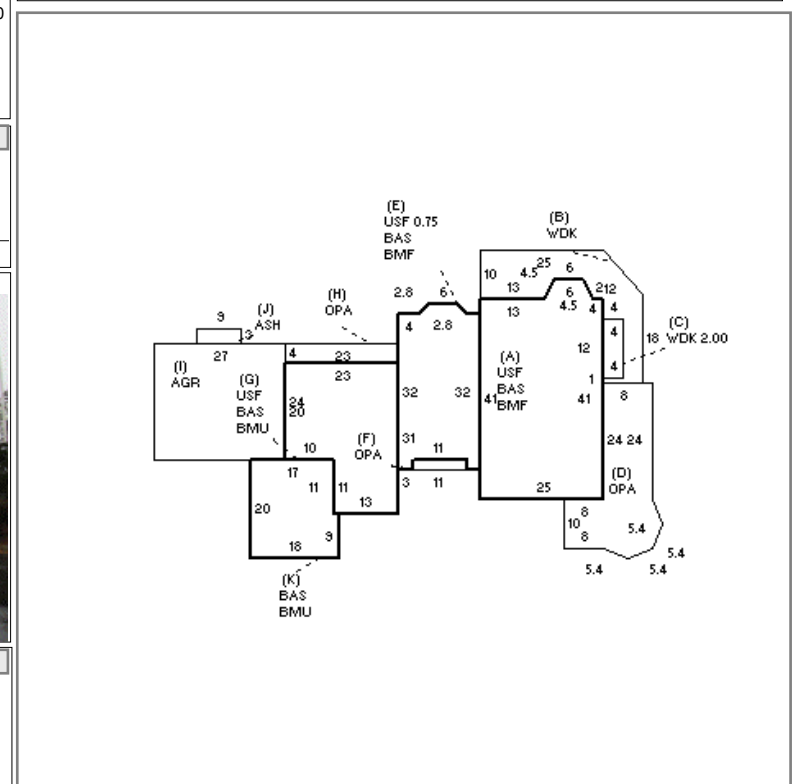 0
(E)
USF 0.75
BAS
BMF
(B)
WDK
10
4.5
25
6
13
6
4.5
2
12
4
4
13
2.8
6
4
2.8
(H)
OPA
(J)
ASH
9
3
27
4
23
23
(I)
AGR
(G)
USF
BAS
BMU
24
20
10
(F)
OPA
32
32
31
11
3
11
(A)
USF
BAS
BMF
41
41
12
1
4
4
18
(C)
WDK 2.00
8
24
24
(D)
OPA
25
8
10
8
5.4
5.4
5.4
5.4
17
11
11
13
20
9
18
(K)
BAS
BMU